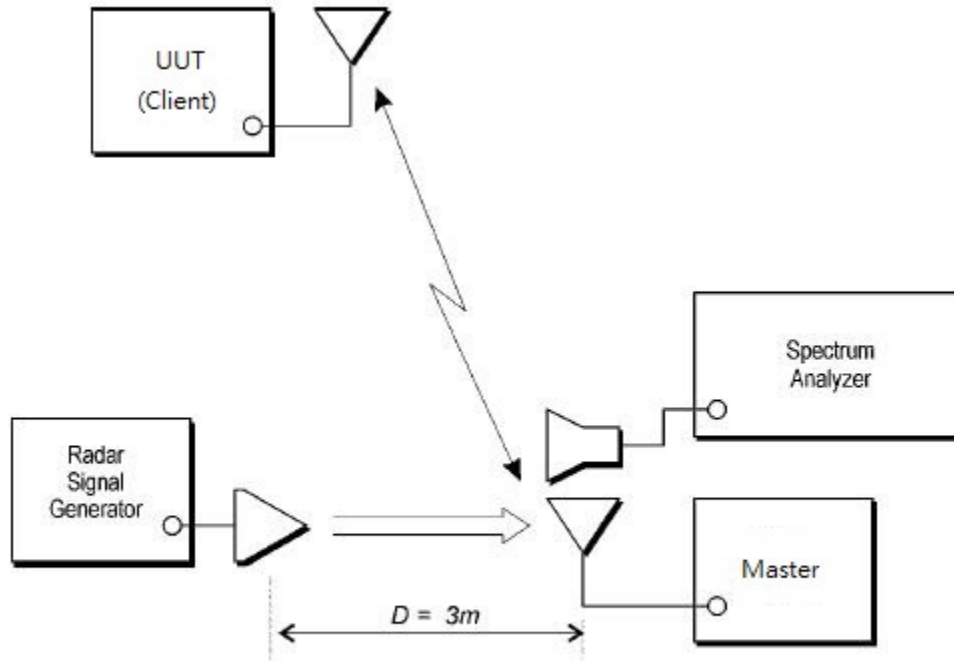 UUT
(Client)
Spectrum
Analyzer
Radar
Signal
Generator
Master
D = 3m